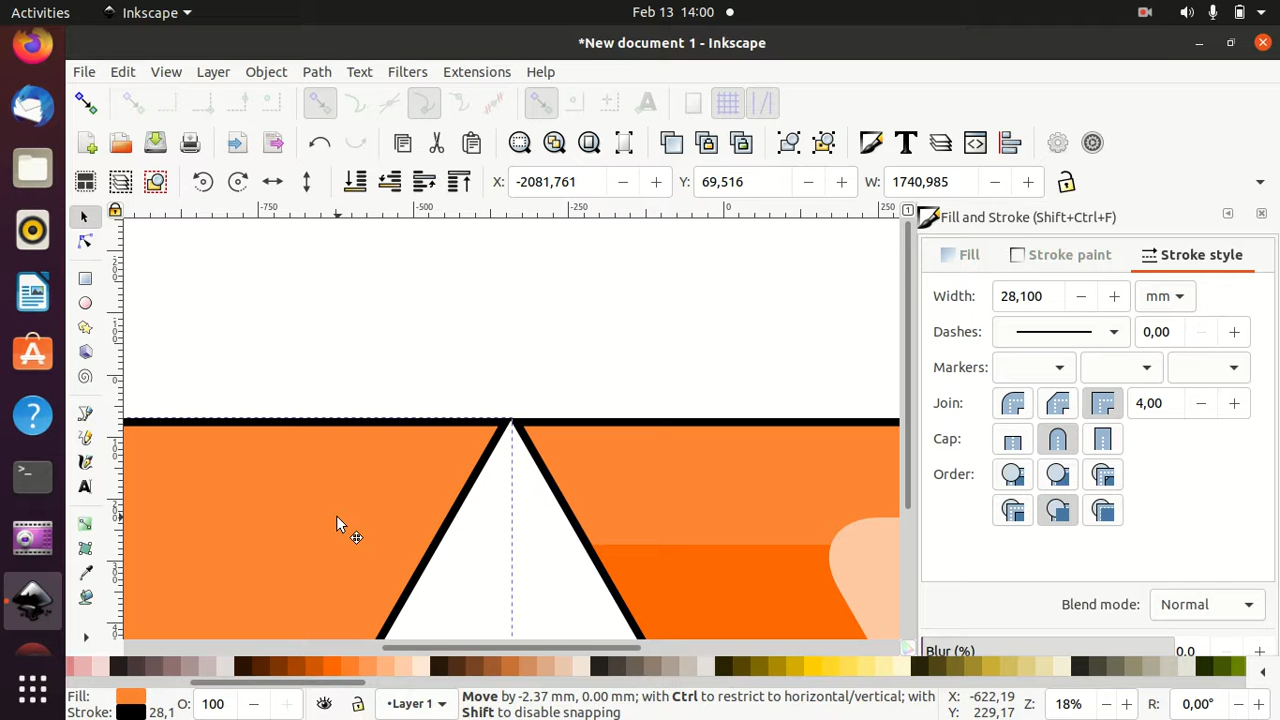 Activities
Inkscape
Feb 13 14:00
*New document 1 - Inkscape
File Edit View Layer Object Path Text Filters Extensions Help
X: -2081,761 Y: 69,516 W: 1740,985
-750 -500 -250 0 250
Fill and Stroke (Shift+Ctrl+F)
Fill Stroke paint Stroke style
Width: 28,100 mm
Dashes: 0,00
Markers:
Join: 4,00
Cap:
Order:
Blend mode: Normal
Blur (%) 0.0
Fill:
Stroke: 28,1
O: 100
Layer 1
Move by -2.37 mm, 0.00 mm; with Ctrl to restrict to horizontal/vertical; with
Shift to disable snapping
X: -622,19
Y: 229,17
Z: 18%
R: 0,00°